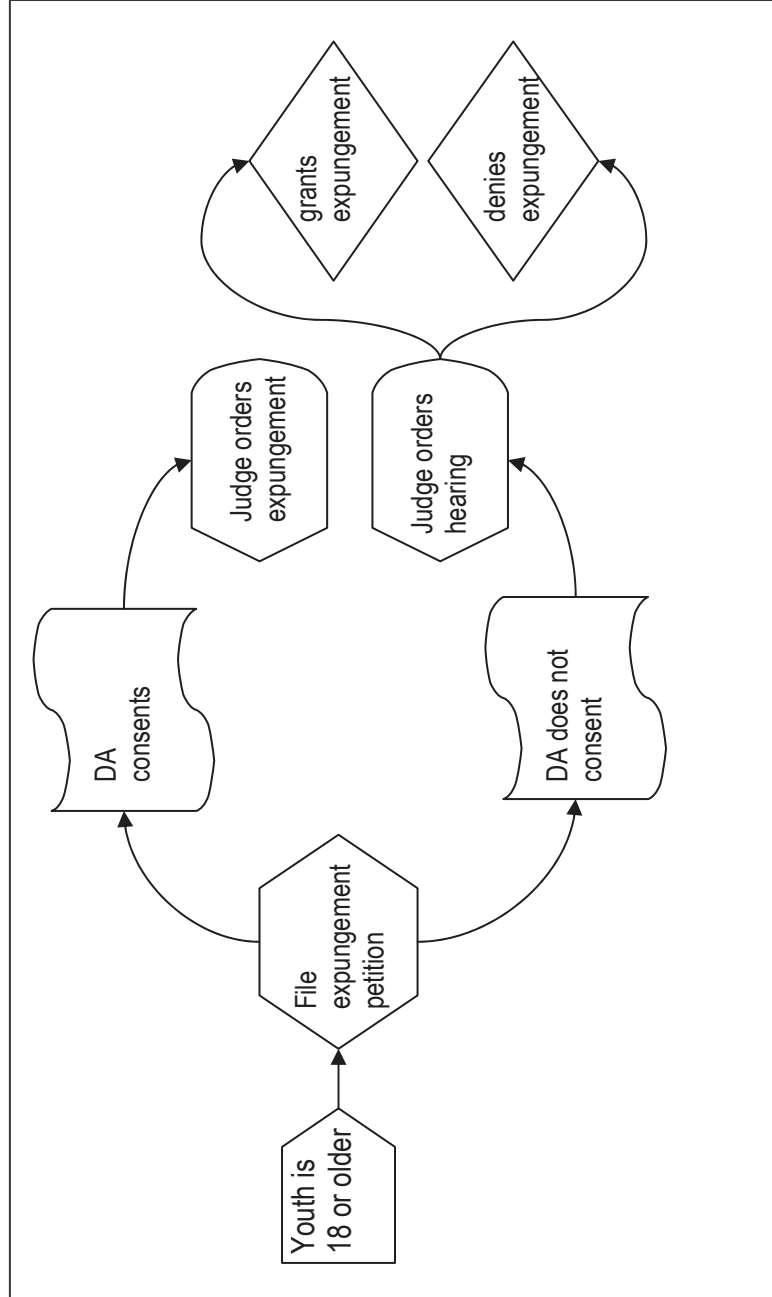 Youth is
18 or older
File
expungement
petition
DA
consents
DA does not
consent
Judge orders
expungement
Judge orders
hearing
grants
expungement
denies
expungement